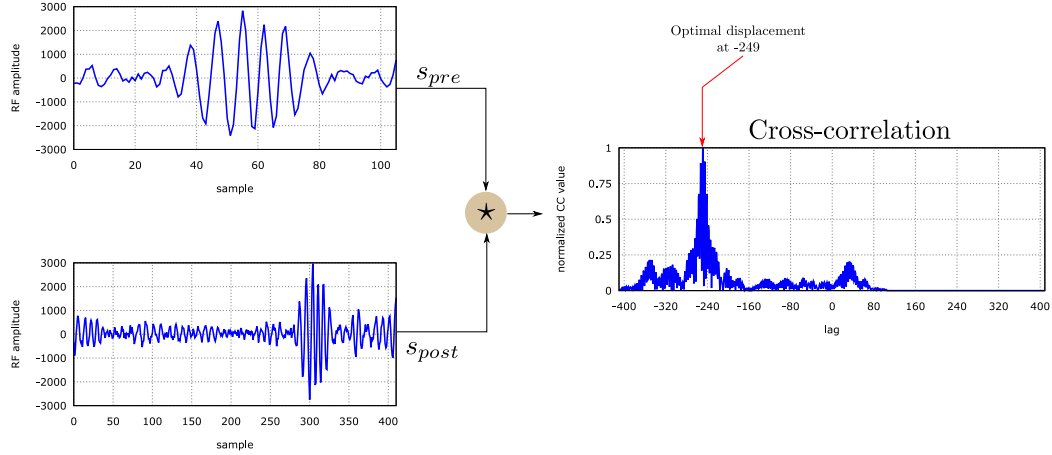 3000
2000
1000
0
-1000
-2000
3000
RF amplitude
0 20 40 60 80 100
sample
s_pre
3000
2000
1000
0
-1000
-2000
3000
RF amplitude
0 50 100 150 200 250 300 350 400
sample
s_post
★
Optimal displacement
at -249
Cross-correlation
1
0.75
0.5
0.25
0
normalized CC value
-400 -320 -240 -160 -80 0 80 160 240 320 400
lag